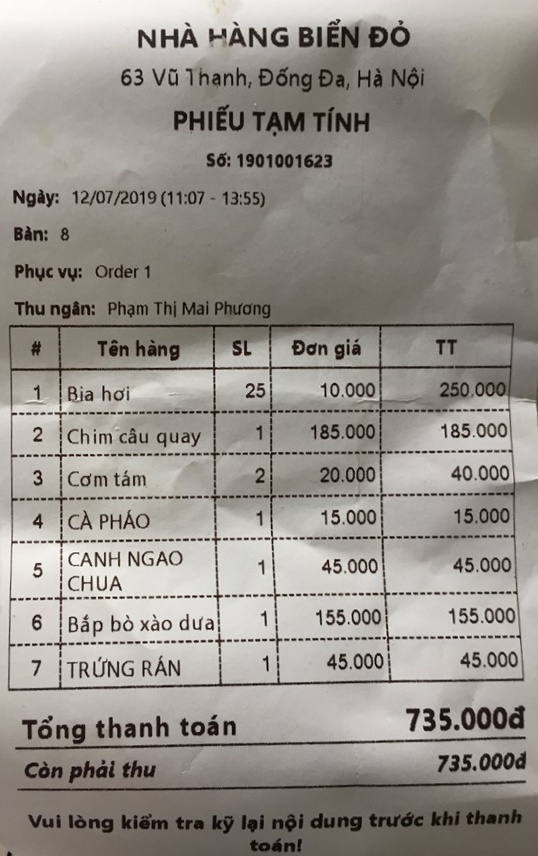 NHÀ HÀNG BIỂN ĐỎ
63 Vũ Thạnh, Đống Đa, Hà Nội
PHIẾU TẠM TÍNH
Số: 1901001623
Ngày: 12/07/2019 (11:07 - 13:55)
Bàn: 8
Phục vụ: Order 1
Thu ngân: Phạm Thị Mai Phương
# Tên hàng SL Đơn giá TT
1 Bia hơi 25 10.000 250.000
2 Chim câu quay 1 185.000 185.000
3 Cơm tám 2 20.000 40.000
4 CÀ PHÁO 1 15.000 15.000
5 CANH NGAO CHUA 1 45.000 45.000
6 Bắp bò xào dưa 1 155.000 155.000
7 TRỨNG RÁN 1 45.000 45.000
Tổng thanh toán 735.000đ
Còn phải thu 735.000đ
Vui lòng kiểm tra kỹ lại nội dung trước khi thanh
toán!